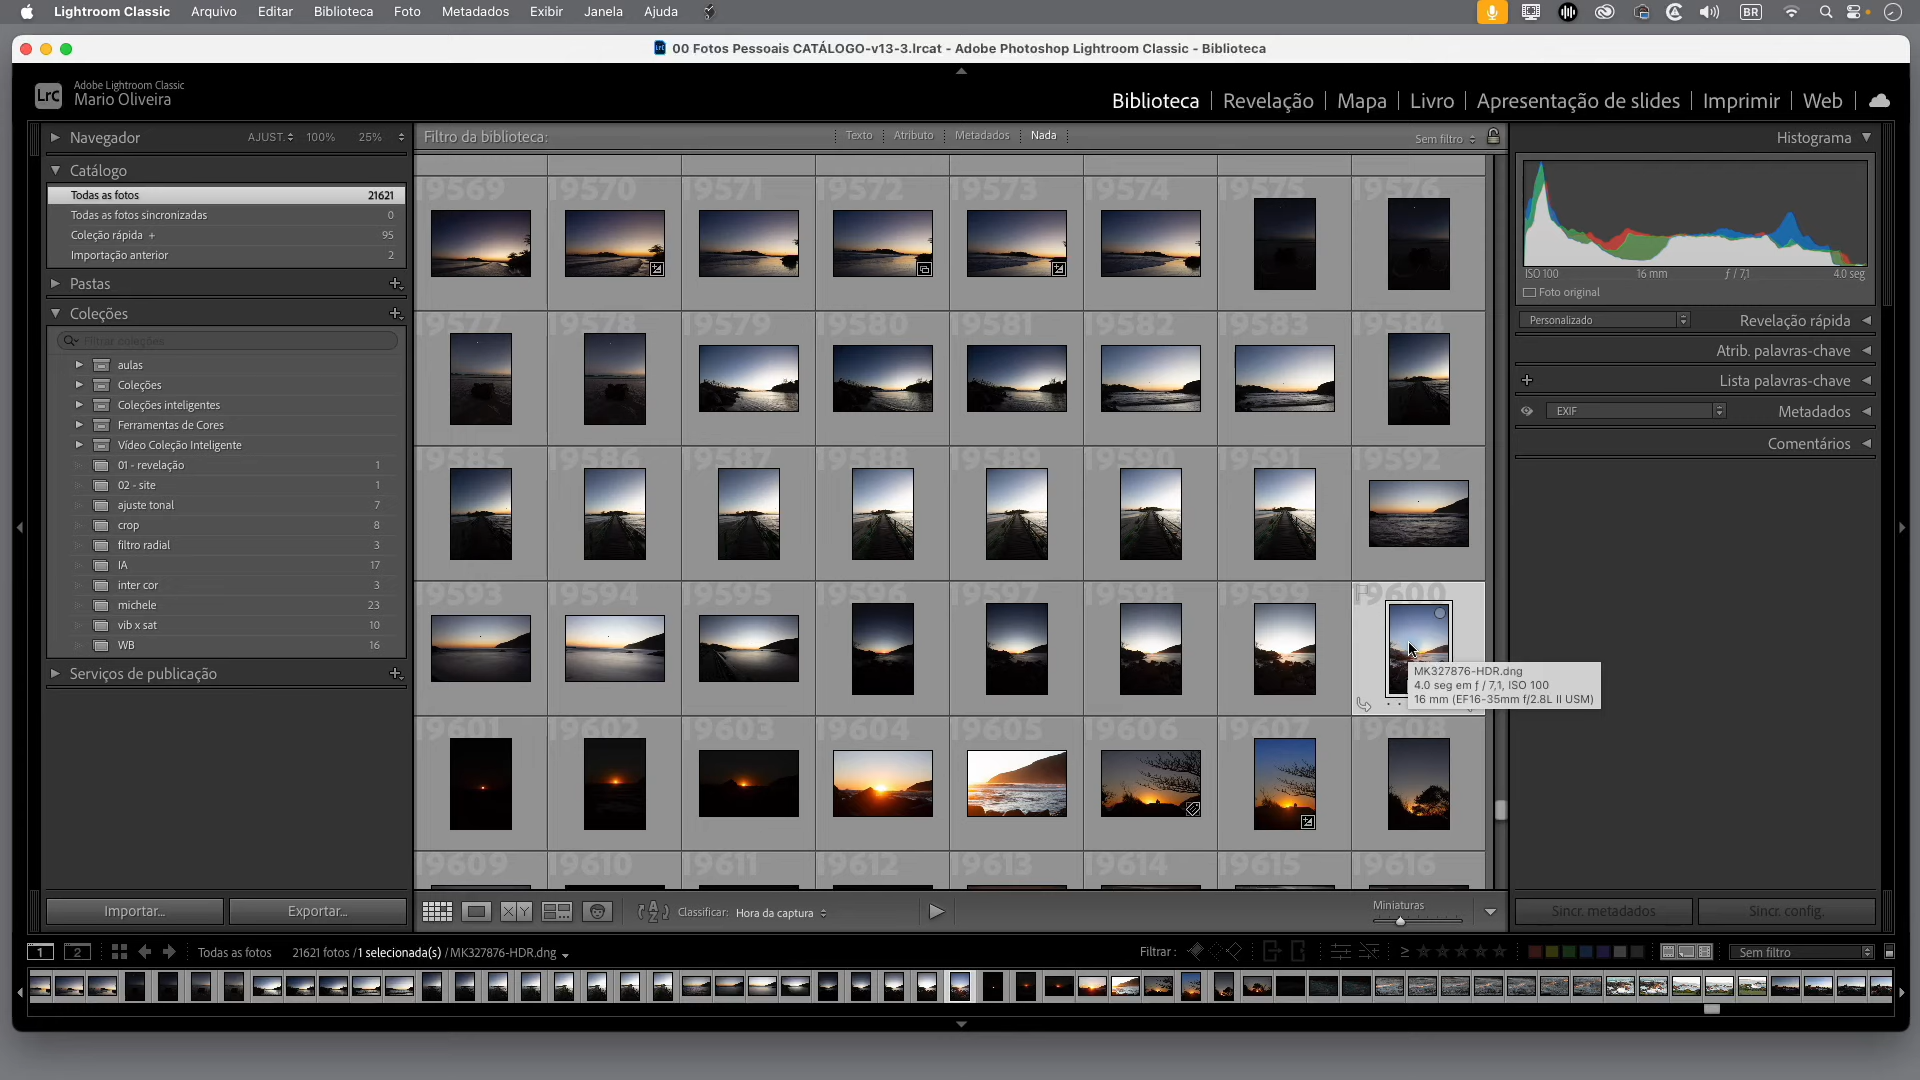 Lightroom Classic Arquivo Editar Biblioteca Foto Metadados Exibir Janela Ajuda BR
00 Fotos Pessoais CATÁLOGO-v13-3.lrcat - Adobe Photoshop Lightroom Classic - Biblioteca
LrC
Adobe Lightroom Classic
Mario Oliveira
Biblioteca Revelação Mapa Livro Apresentação de slides Imprimir Web
Navegador AJUST. 100% 25%
Catálogo
Todas as fotos 21621
Todas as fotos sincronizadas 0
Coleção rápida + 95
Importação anterior 2
Pastas
Coleções
Filtrar coleções
aulas
Coleções
Coleções inteligentes
Ferramentas de Cores
Vídeo Coleção Inteligente
01 - revelação 1
02 - site 1
ajuste tonal 7
crop 8
filtro radial 3
IA 17
inter cor 3
michele 23
vib x sat 10
WB 16
Serviços de publicação
Importar... Exportar...
Filtro da biblioteca: Texto Atributo Metadados Nada Sem filtro
19569 19570 19571 19572 19573 19574 19575 19576
19577 19578 19579 19580 19581 19582 19583 19584
19585 19586 19587 19588 19589 19590 19591 19592
19593 19594 19595 19596 19597 19598 19599 19600
MK327876-HDR.dng
4.0 seg em ƒ / 7,1, ISO 100
16 mm (EF16-35mm f/2.8L II USM)
19601 19602 19603 19604 19605 19606 19607 19608
19609 19610 19611 19612 19613 19614 19615 19616
XY Classificar: Hora da captura Miniaturas
Histograma
ISO 100 16 mm ƒ / 7,1 4.0 seg
Foto original
Personalizado Revelação rápida
Atrib. palavras-chave
Lista palavras-chave
EXIF Metadados
Comentários
Sincr. metadados Sincr. config.
1 2 Todas as fotos 21621 fotos / 1 selecionada(s) / MK327876-HDR.dng Filtrar : ≥ Sem filtro